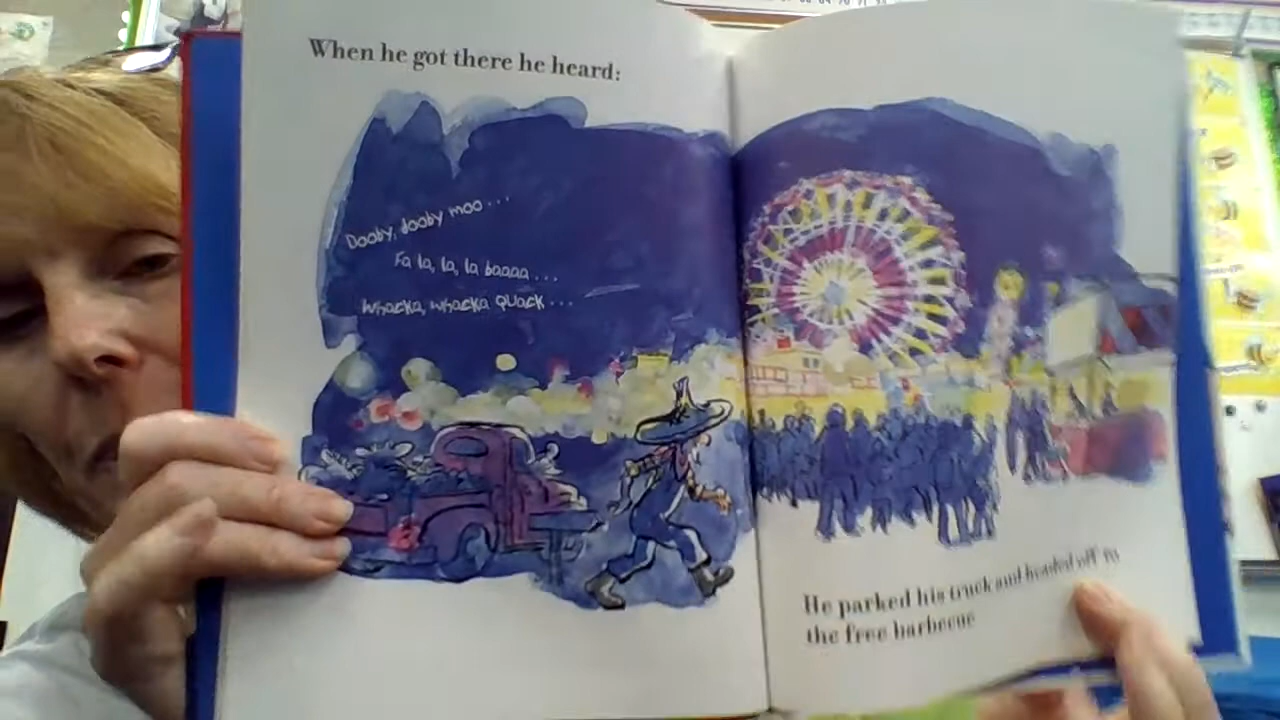 When he got there he heard:
Dooby, dooby moo...
Fa la, la, la baaaa...
Whacka, whacka quack...
He parked his truck and headed off to
the free barbecue